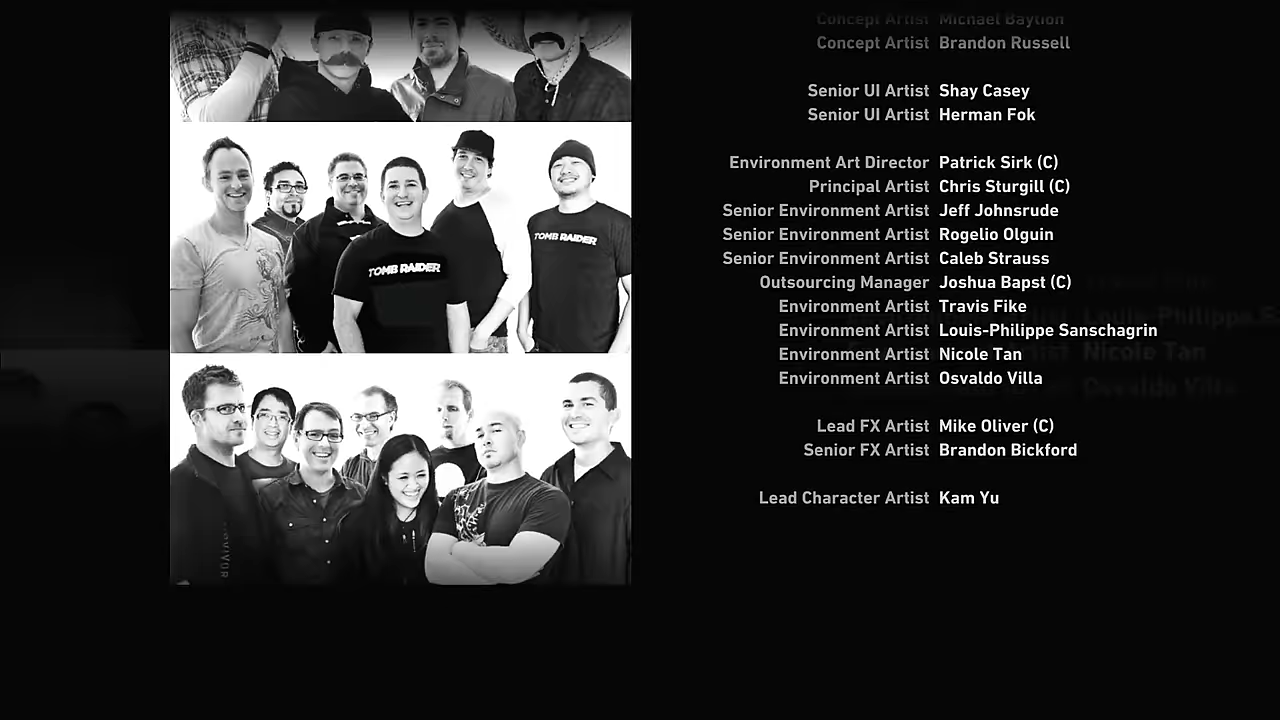 Concept Artist Michael Baytion
Concept Artist Brandon Russell
Senior UI Artist Shay Casey
Senior UI Artist Herman Fok
Environment Art Director Patrick Sirk (C)
Principal Artist Chris Sturgill (C)
Senior Environment Artist Jeff Johnsrude
Senior Environment Artist Rogelio Olguin
Senior Environment Artist Caleb Strauss
Outsourcing Manager Joshua Bapst (C)
Environment Artist Travis Fike
Environment Artist Louis-Philippe Sanschagrin
Environment Artist Nicole Tan
Environment Artist Osvaldo Villa
Lead FX Artist Mike Oliver (C)
Senior FX Artist Brandon Bickford
Lead Character Artist Kam Yu
TOMB RAIDER
TOMB RAIDER